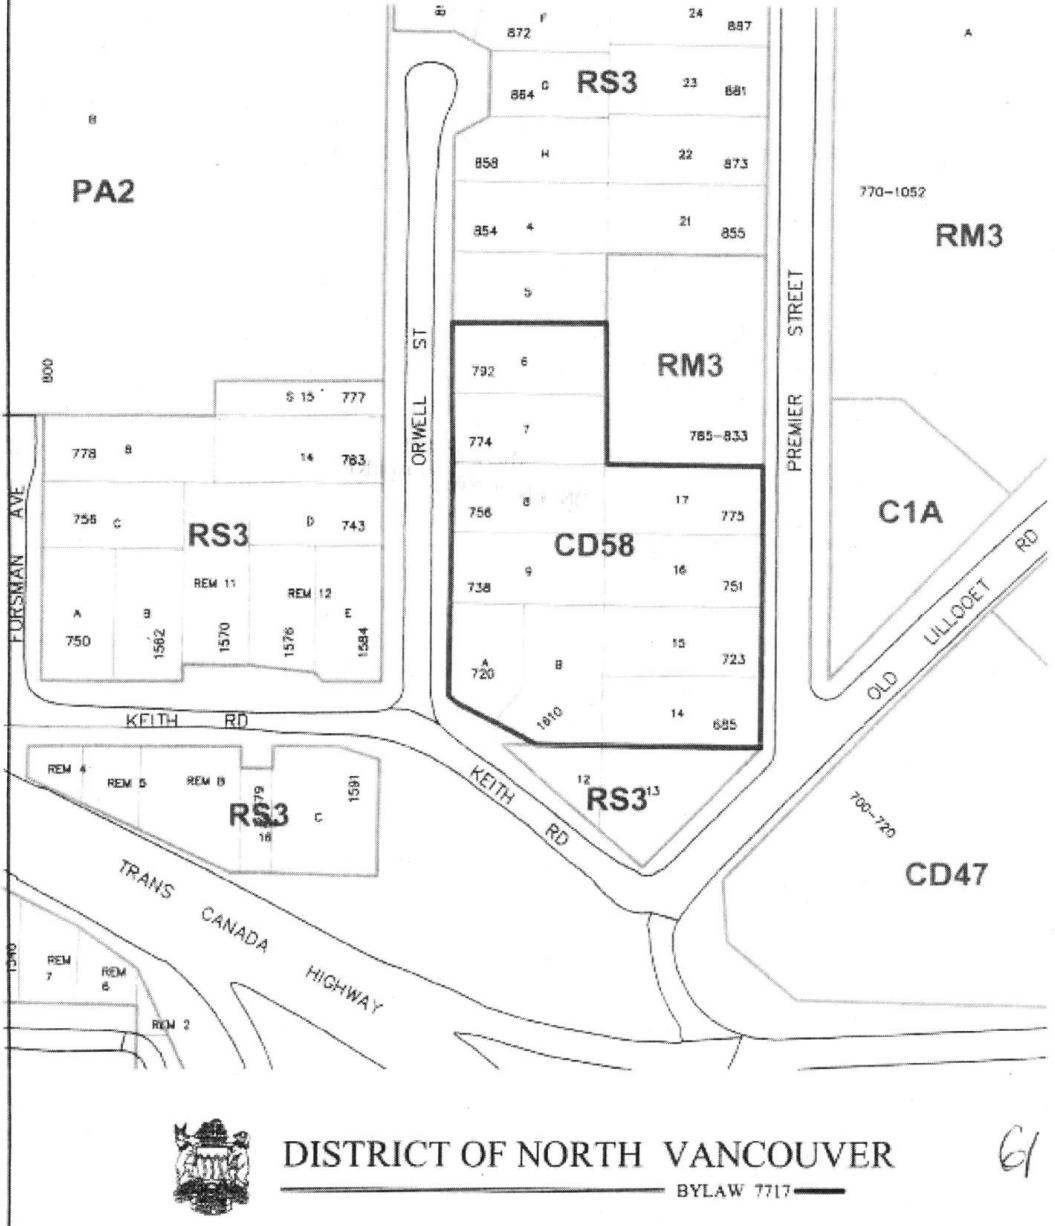 F
24
887
872
A
RS3
G
23
881
864
B
H
22
858
873
PA2
770-1052
4
21
854
855
RM3
5
PREMIER STREET
ORWELL ST
792
6
RM3
800
S 15
777
785-833
774
7
778
B
14
763
FORSMAN AVE
756
C
RS3
D
743
756
8
17
775
C1A
CD58
738
9
16
751
REM 11
REM 12
OLD LILLOOET RD
A
B
E
750
1562
1570
1576
1584
A
720
B
15
723
1610
14
685
KEITH RD
KEITH RD
REM 4
REM 5
REM B
RS3
16
C
1591
12
RS3
13
700-720
CD47
TRANS CANADA HIGHWAY
1540
REM
7
REM
6
REM 2
DISTRICT OF NORTH VANCOUVER
BYLAW 7717
61